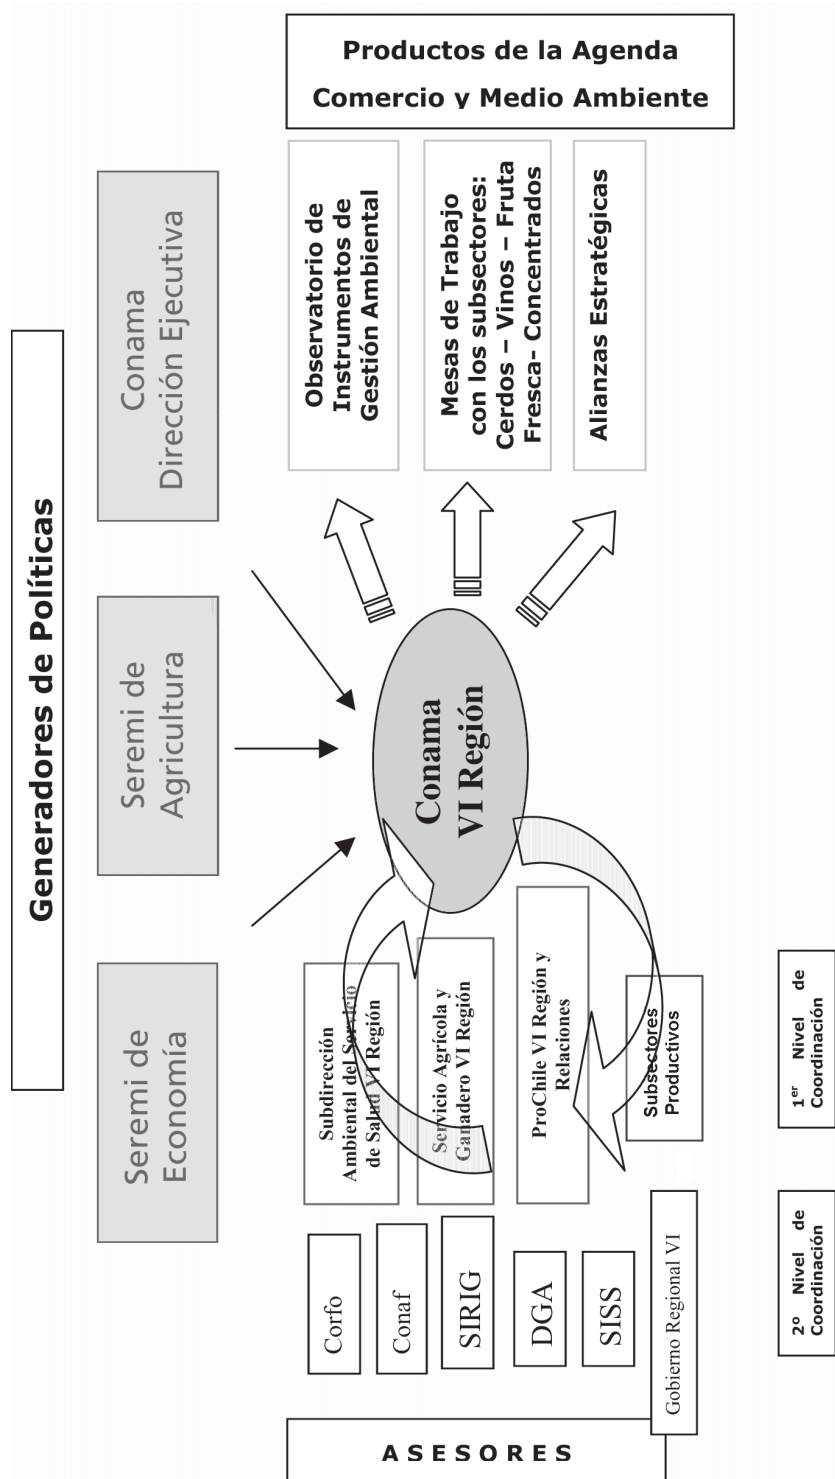 Generadores de Políticas
Seremi de
Economía
Seremi de
Agricultura
Conama
Dirección Ejecutiva
ASESORES
Corfo
Conaf
SIRIG
DGA
SISS
Gobierno Regional VI
Subdirección
Ambiental del Servicio
de Salud VI Región
Servicio Agrícola y
Ganadero VI Región
ProChile VI Región y
Relaciones
Subsectores
Productivos
Conama
VI Región
Productos de la Agenda
Comercio y Medio Ambiente
Observatorio de
Instrumentos de
Gestión Ambiental
Mesas de Trabajo
con los subsectores:
Cerdos – Vinos – Fruta
Fresca- Concentrados
Alianzas Estratégicas
2º Nivel de
Coordinación
1er Nivel de
Coordinación